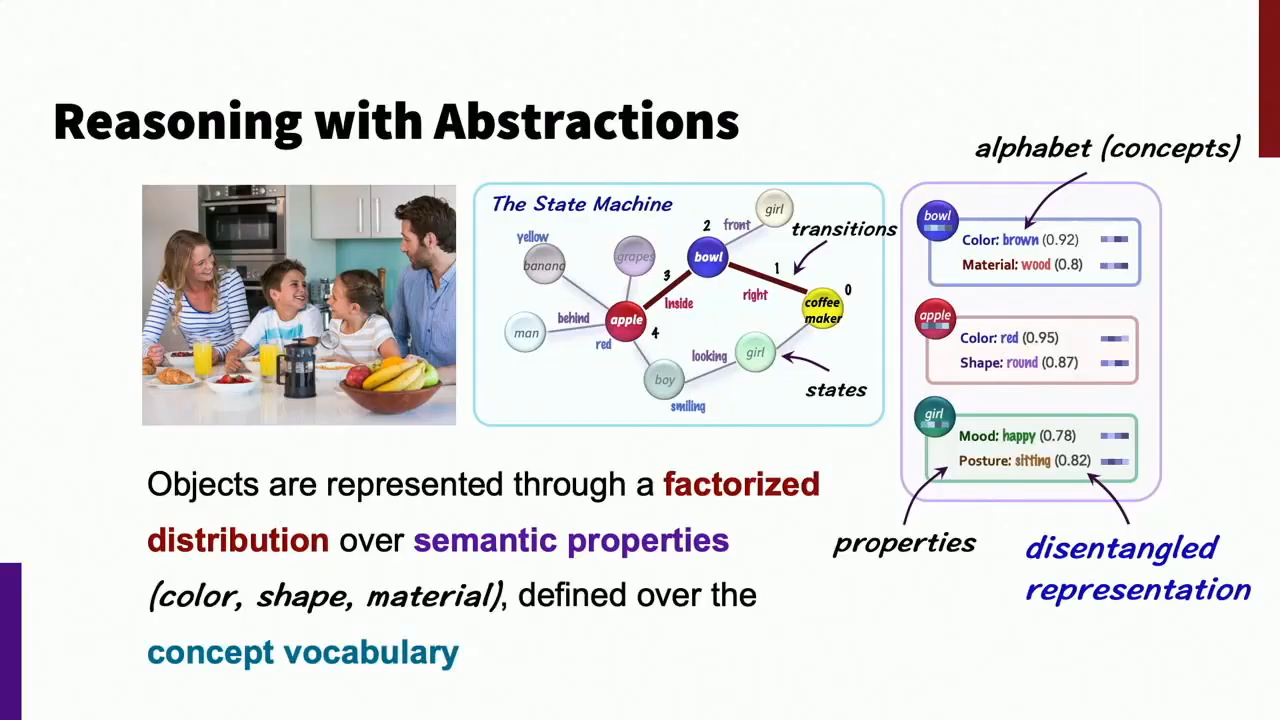 Reasoning with Abstractions
alphabet (concepts)
The State Machine
girl
2
front
transitions
yellow
banana
grapes
bowl
3
1
0
Inside
right
coffee
maker
behind
man
apple
4
red
looking
girl
boy
smiling
states
bowl
Color: brown (0.92)
Material: wood (0.8)
apple
Color: red (0.95)
Shape: round (0.87)
girl
Mood: happy (0.78)
Posture: sitting (0.82)
properties
disentangled
representation
Objects are represented through a factorized
distribution over semantic properties
(color, shape, material), defined over the
concept vocabulary